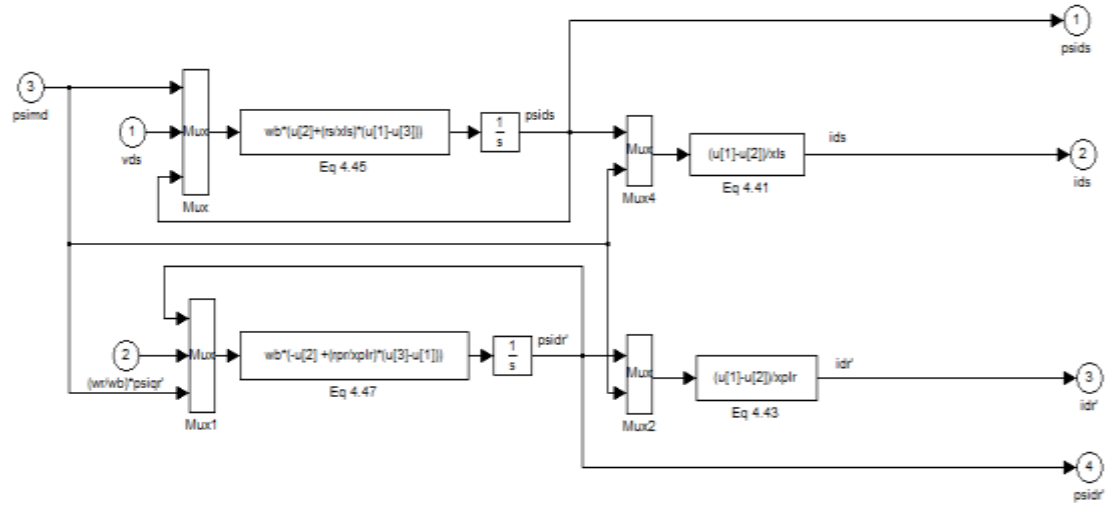 1
psids
3
psimd
Mux
1
vds
wb*(u[2]+(rs/xls)*(u[1]-u[3]))
Eq 4.45
1
s
psids
Mux
Mux4
(u[1]-u[2])/xls
Eq 4.41
ids
2
ids
Mux
Mux
2
(wr/wb)*psiqr'
Mux1
wb*(-u[2] +(rpr/xplr)*(u[3]-u[1]))
Eq 4.47
1
s
psidr'
Mux
Mux2
(u[1]-u[2])/xplr
Eq 4.43
idr'
3
idr'
4
psidr'